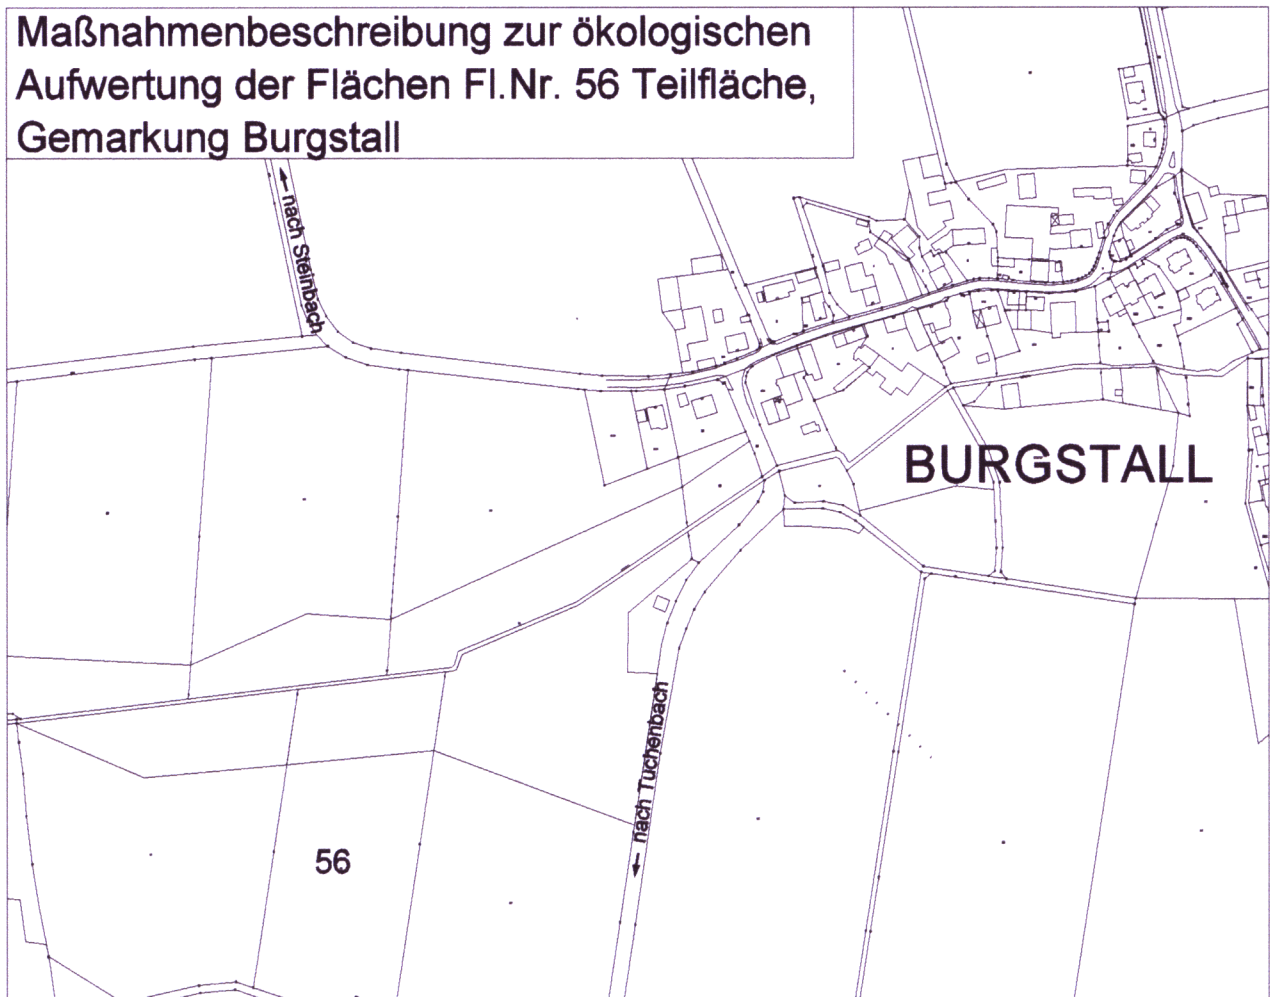 Maßnahmenbeschreibung zur ökologischen
Aufwertung der Flächen Fl.Nr. 56 Teilfläche,
Gemarkung Burgstall
nach Steinbach
BURGSTALL
nach Tuchenbach
56